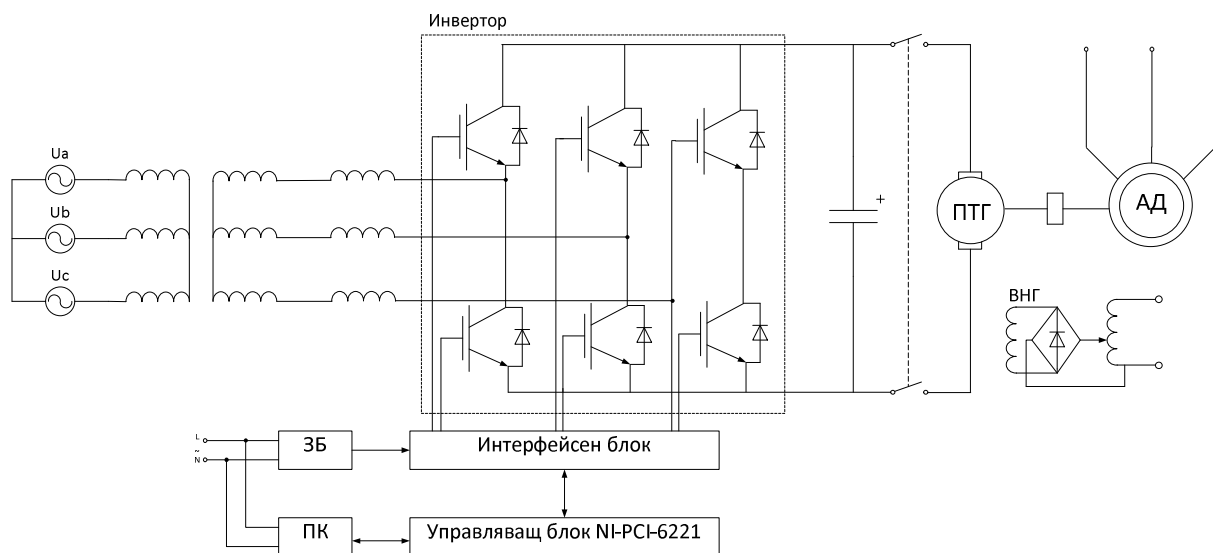 Инвертор
Ua
Ub
Uc
+
ПТГ
АД
ВНГ
L
~
N
ЗБ
Интерфейсен блок
ПК
Управляващ блок NI-PCI-6221